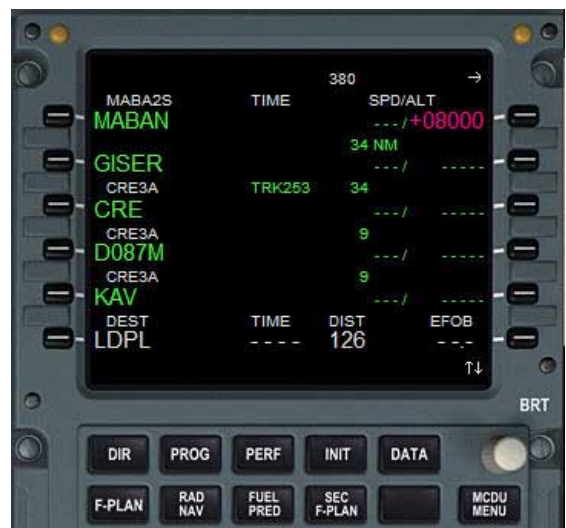 380 →
MABA2S TIME SPD/ALT
MABAN ---/+08000
34 NM
GISER ---/ -----
CRE3A TRK253 34
CRE ---/ -----
CRE3A 9
D087M ---/ -----
CRE3A 9
KAV ---/ -----
DEST TIME DIST EFOB
LDPL ---- 126 --.-
↑↓
BRT
DIR PROG PERF INIT DATA
F-PLAN RAD NAV FUEL PRED SEC F-PLAN MCDU MENU